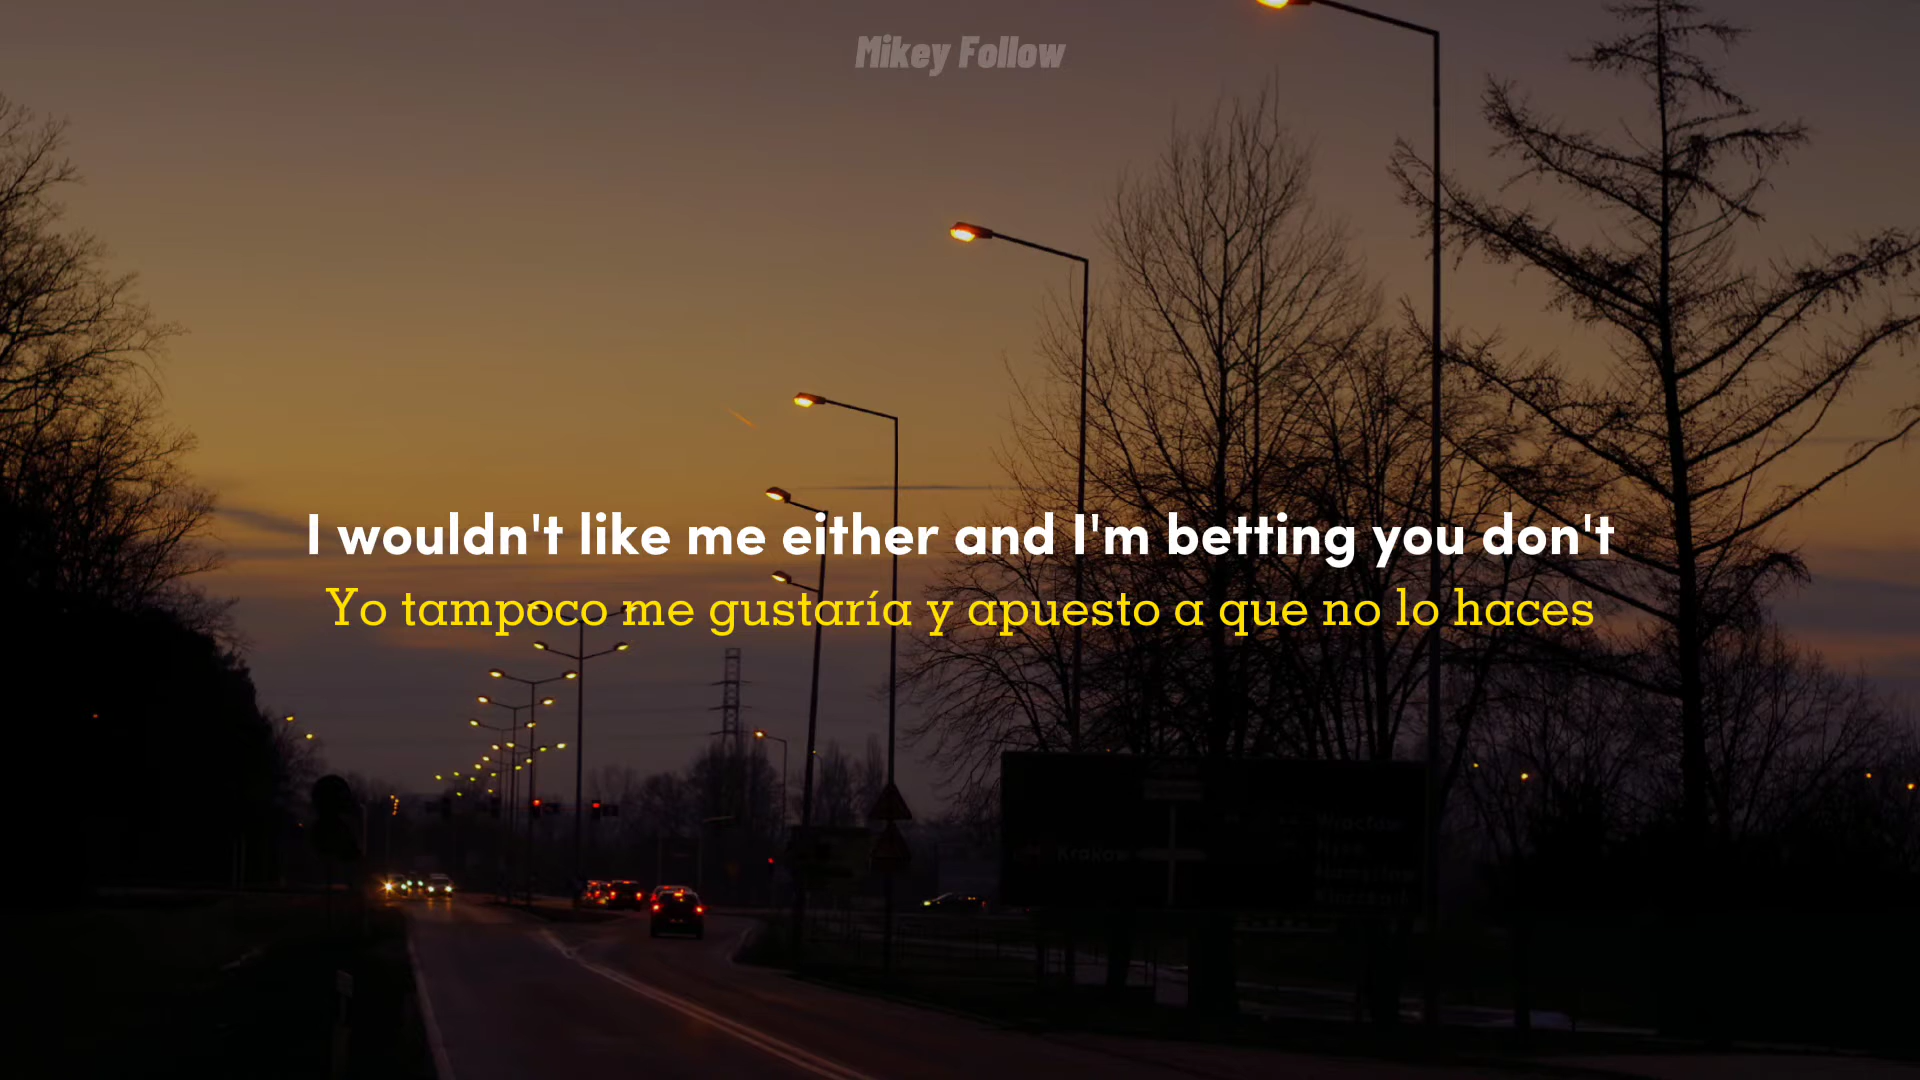 Mikey Follow
I wouldn't like me either and I'm betting you don't
Yo tampoco me gustaría y apuesto a que no lo haces
Kraków